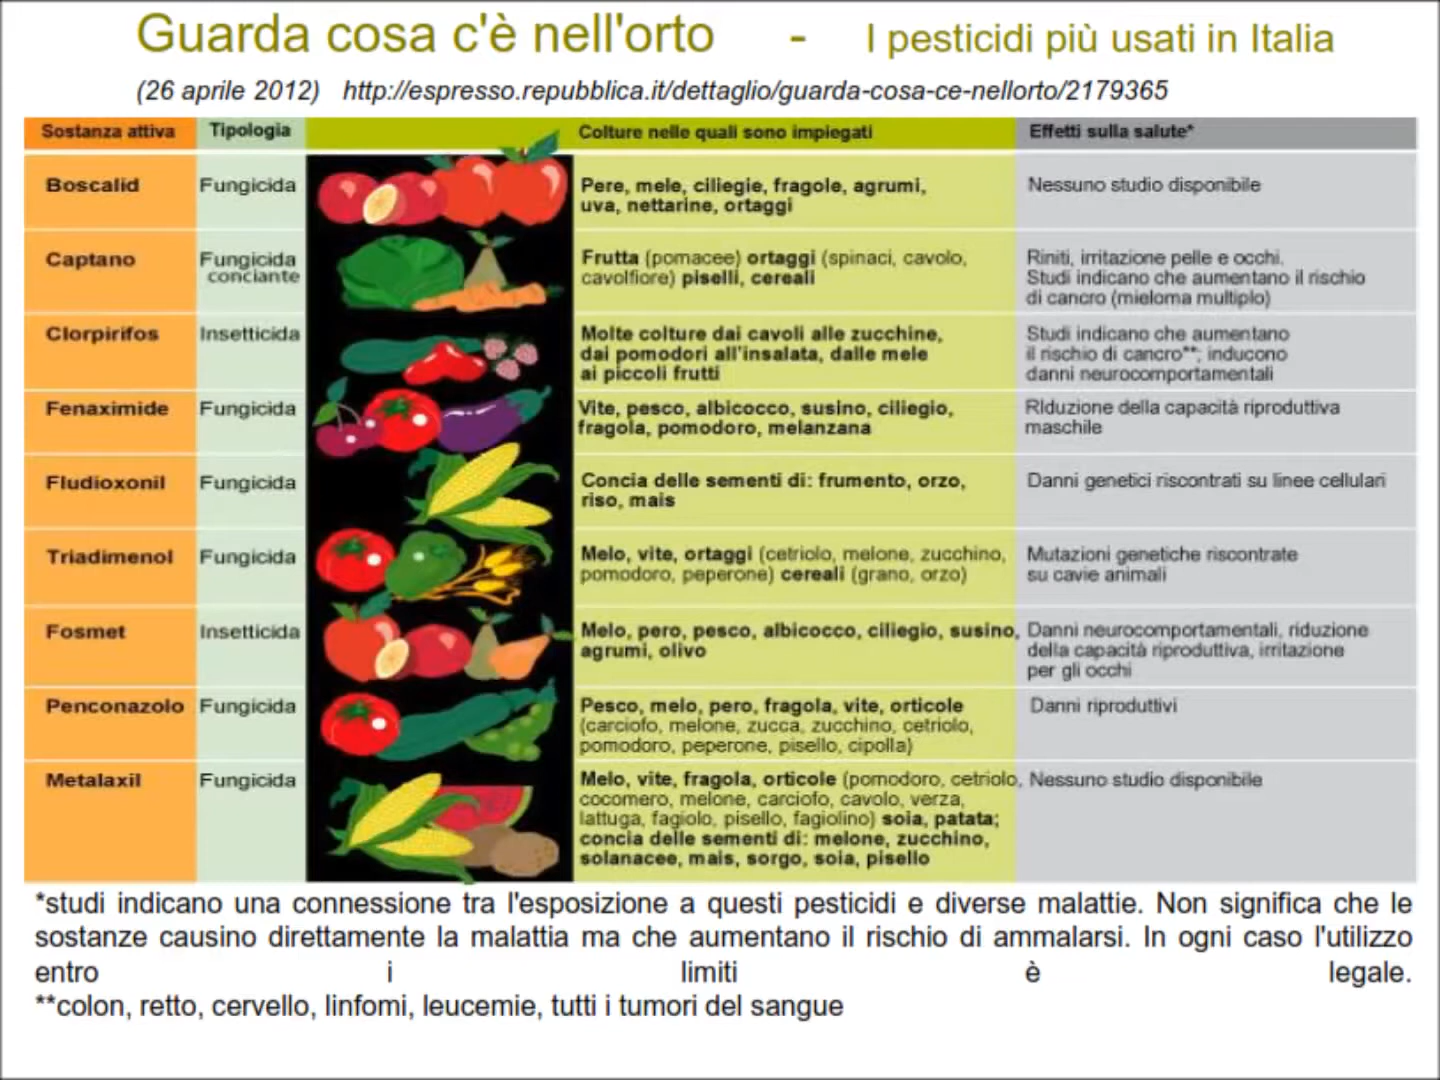 Guarda cosa c'è nell'orto - I pesticidi più usati in Italia
(26 aprile 2012) http://espresso.repubblica.it/dettaglio/guarda-cosa-ce-nellorto/2179365
Sostanza attiva Tipologia Colture nelle quali sono impiegati Effetti sulla salute*
Boscalid Fungicida Pere, mele, ciliegie, fragole, agrumi, Nessuno studio disponibile
uva, nettarine, ortaggi
Captano Fungicida Frutta (pomacee) ortaggi (spinaci, cavolo, Riniti, irritazione pelle e occhi.
conciante cavolfiore) piselli, cereali Studi indicano che aumentano il rischio
di cancro (mieloma multiplo)
Clorpirifos Insetticida Molte colture dai cavoli alle zucchine, Studi indicano che aumentano
dai pomodori all'insalata, dalle mele il rischio di cancro**; inducono
ai piccoli frutti danni neurocomportamentali
Fenaximide Fungicida Vite, pesco, albicocco, susino, ciliegio, RIduzione della capacità riproduttiva
fragola, pomodoro, melanzana maschile
Fludioxonil Fungicida Concia delle sementi di: frumento, orzo, Danni genetici riscontrati su linee cellulari
riso, mais
Triadimenol Fungicida Melo, vite, ortaggi (cetriolo, melone, zucchino, Mutazioni genetiche riscontrate
pomodoro, peperone) cereali (grano, orzo) su cavie animali
Fosmet Insetticida Melo, pero, pesco, albicocco, ciliegio, susino, Danni neurocomportamentali, riduzione
agrumi, olivo della capacità riproduttiva, irritazione
per gli occhi
Penconazolo Fungicida Pesco, melo, pero, fragola, vite, orticole Danni riproduttivi
(carciofo, melone, zucca, zucchino, cetriolo,
pomodoro, peperone, pisello, cipolla)
Metalaxil Fungicida Melo, vite, fragola, orticole (pomodoro, cetriolo, Nessuno studio disponibile
cocomero, melone, carciofo, cavolo, verza,
lattuga, fagiolo, pisello, fagiolino) soia, patata;
concia delle sementi di: melone, zucchino,
solanacee, mais, sorgo, soia, pisello
*studi indicano una connessione tra l'esposizione a questi pesticidi e diverse malattie. Non significa che le
sostanze causino direttamente la malattia ma che aumentano il rischio di ammalarsi. In ogni caso l'utilizzo
entro i limiti è legale.
**colon, retto, cervello, linfomi, leucemie, tutti i tumori del sangue